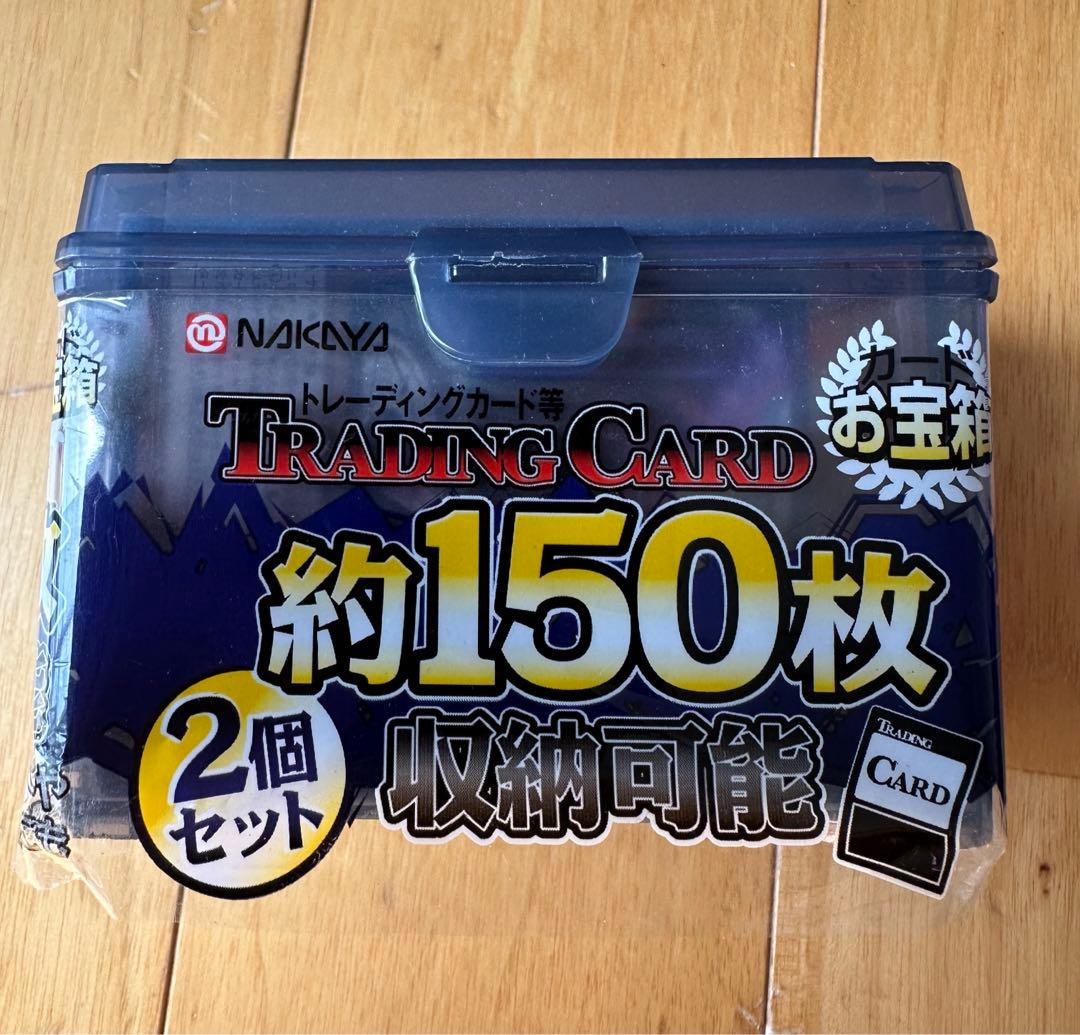 NAKAYA
カード
お宝箱
トレーディングカード等
TRADING CARD
約150枚
収納可能
2個
セット
TRADING
CARD